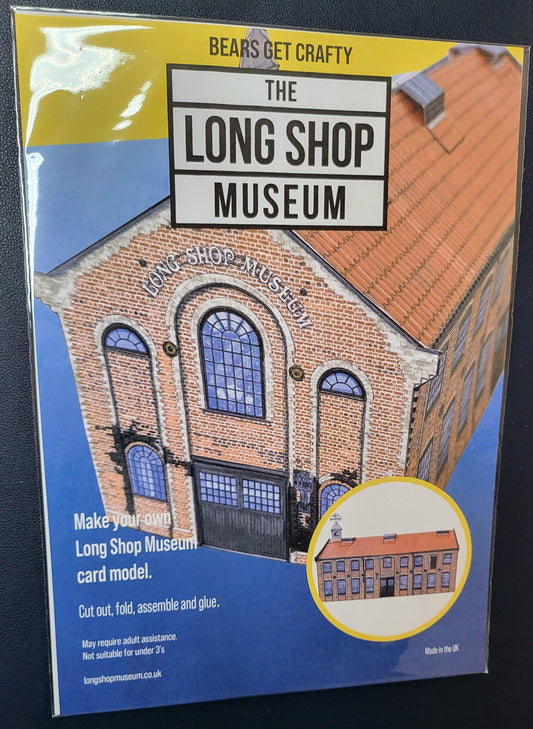 BEARS GET CRAFTY
THE
LONG SHOP
MUSEUM
LONG SHOP MUSEUM
Make your own
Long Shop Museum
card model.
Cut out, fold, assemble and glue.
May require adult assistance.
Not suitable for under 3's
longshopmuseum.co.uk
Made in the UK